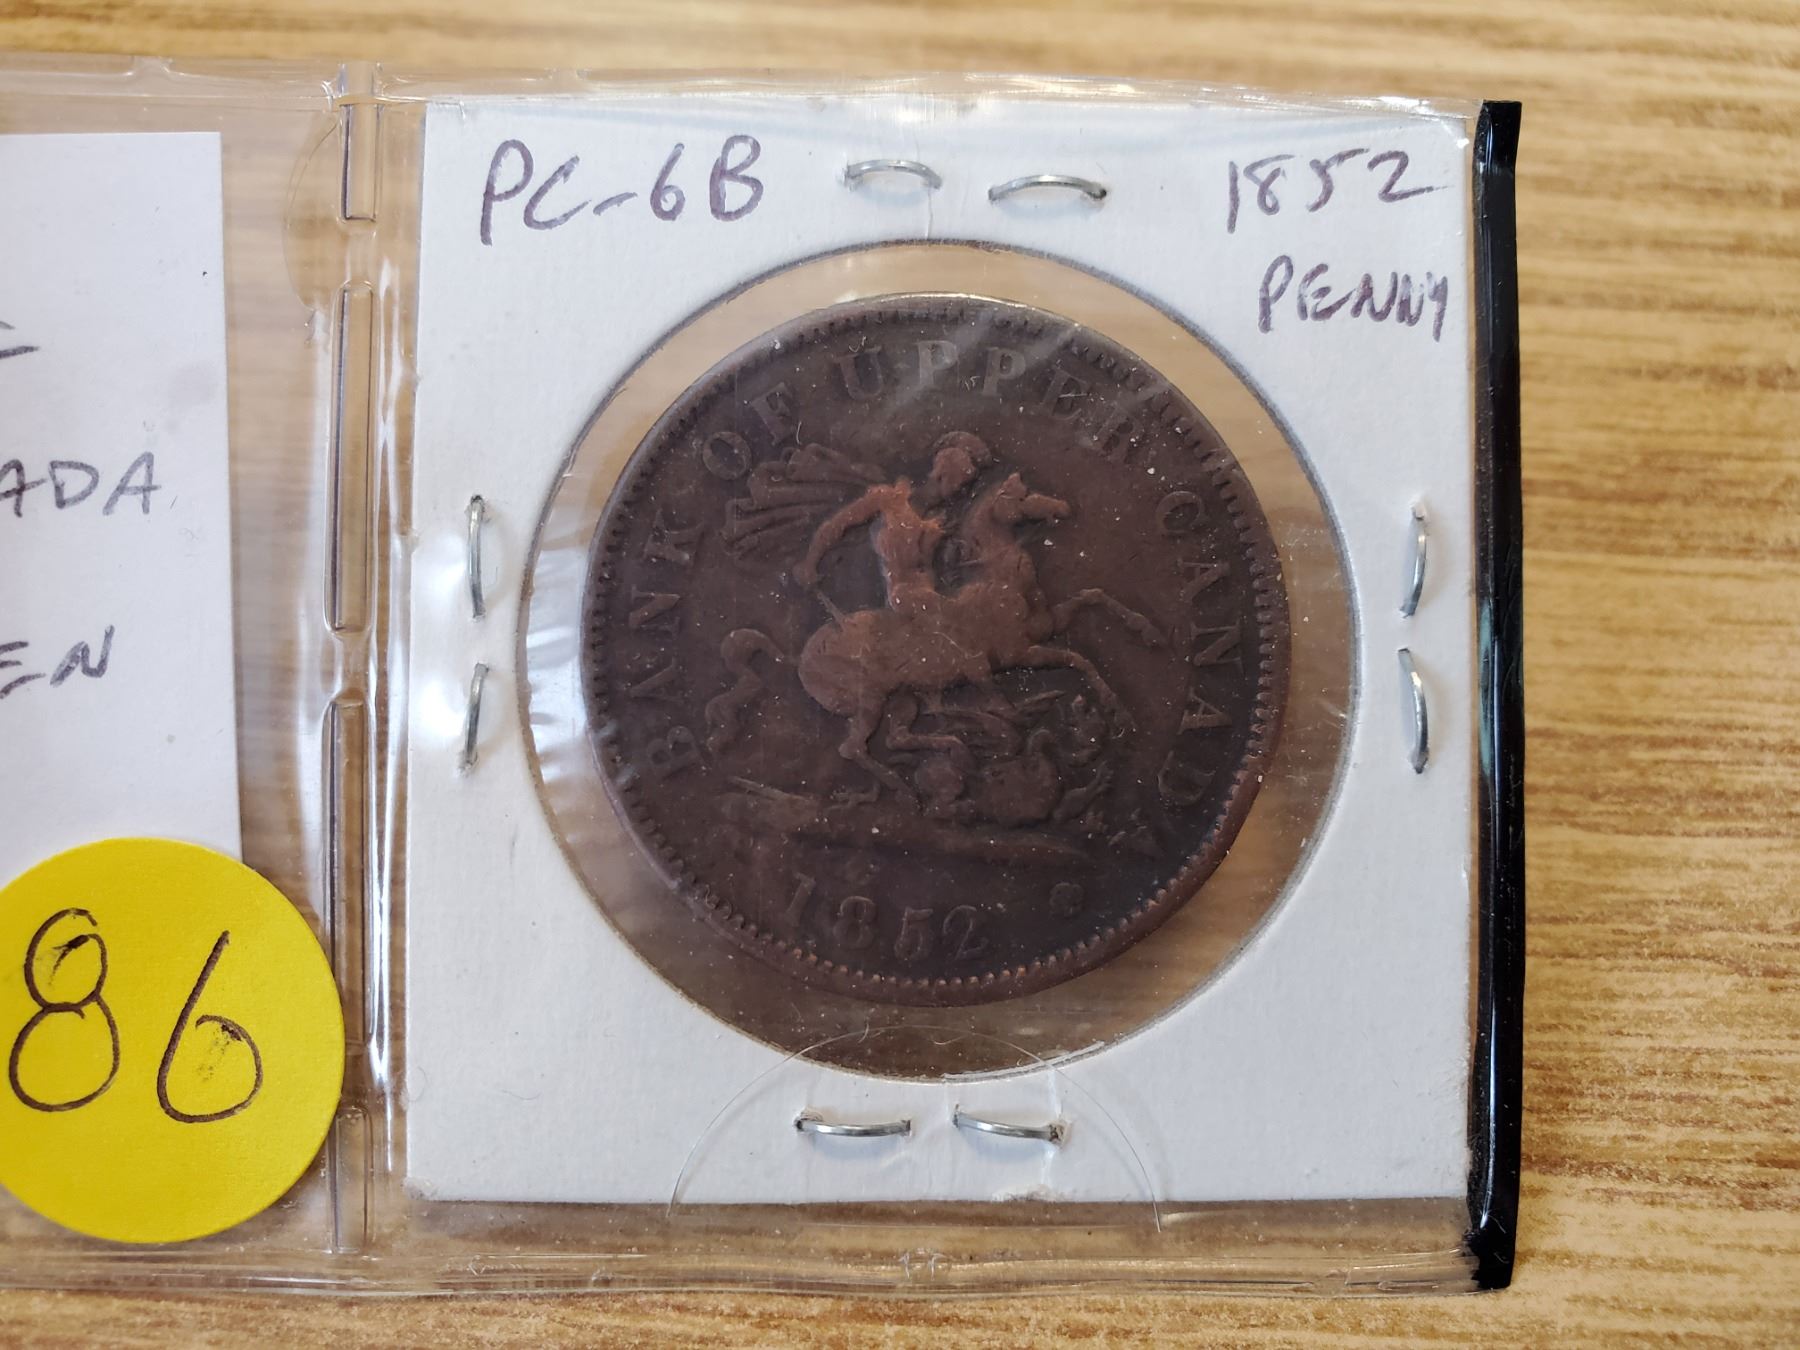 PC-6B
1852
PENNY
BANK OF UPPER CANADA
1852
ADA
EN
86